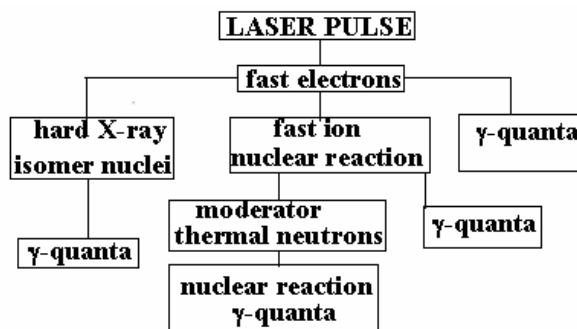 LASER PULSE
fast electrons
hard X-ray
isomer nuclei
fast ion
nuclear reaction
γ-quanta
moderator
thermal neutrons
γ-quanta
γ-quanta
nuclear reaction
γ-quanta